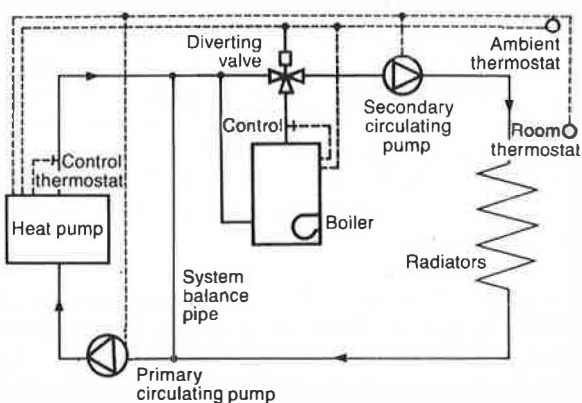 Diverting
valve
Ambient
thermostat
Secondary
circulating
pump
Control
Room
thermostat
Control
thermostat
Heat pump
Boiler
Radiators
System
balance
pipe
Primary
circulating pump